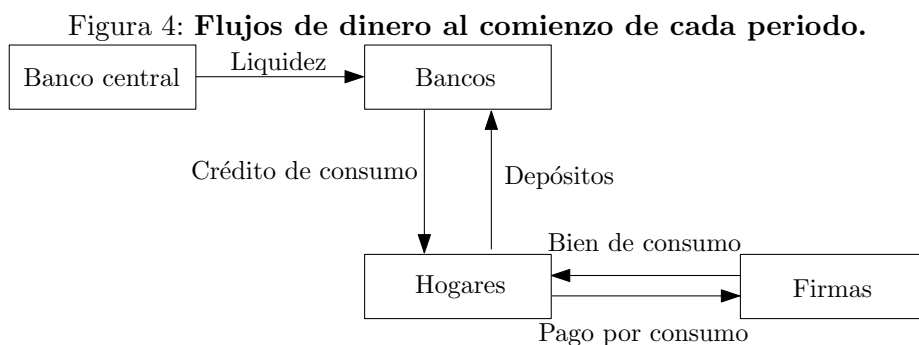 Figura 4: Flujos de dinero al comienzo de cada periodo.
Banco central
Liquidez
Bancos
Crédito de consumo
Depósitos
Bien de consumo
Hogares
Firmas
Pago por consumo